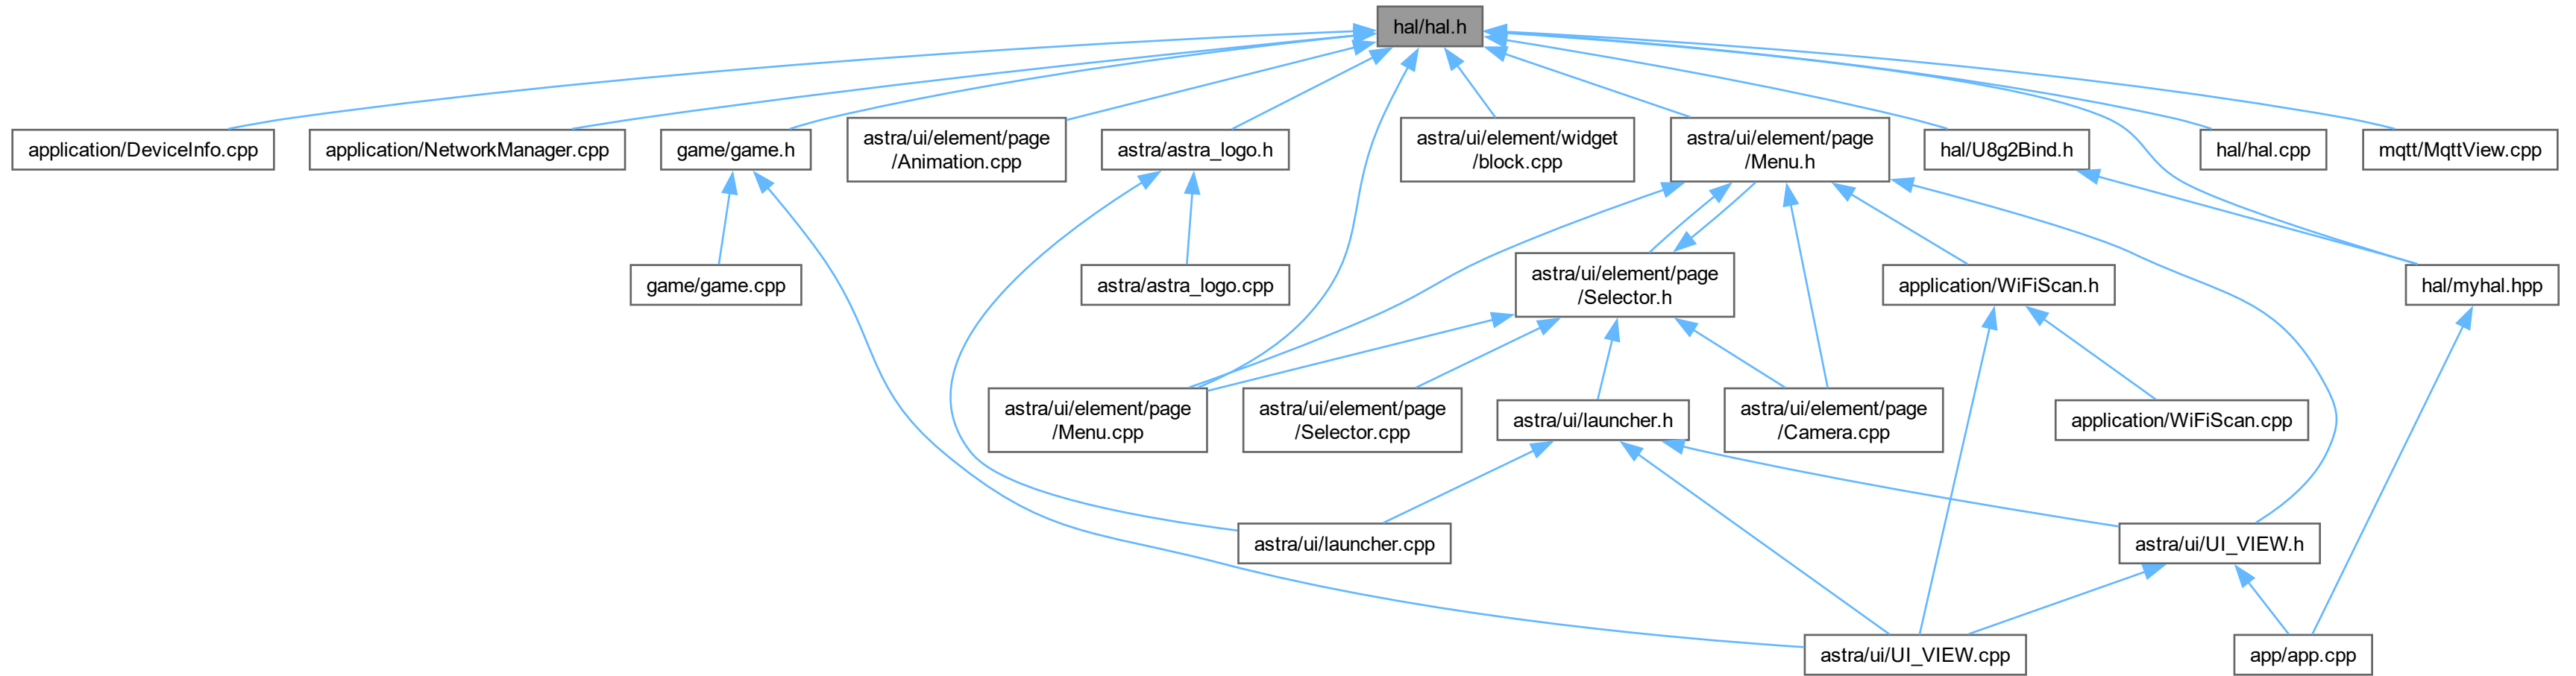 hal/hal.h
application/DeviceInfo.cpp
application/NetworkManager.cpp
game/game.h
astra/ui/element/page
/Animation.cpp
astra/astra_logo.h
astra/ui/element/widget
/block.cpp
astra/ui/element/page
/Menu.h
hal/U8g2Bind.h
hal/hal.cpp
mqtt/MqttView.cpp
game/game.cpp
astra/astra_logo.cpp
astra/ui/element/page
/Selector.h
application/WiFiScan.h
hal/myhal.hpp
astra/ui/element/page
/Menu.cpp
astra/ui/element/page
/Selector.cpp
astra/ui/launcher.h
astra/ui/element/page
/Camera.cpp
application/WiFiScan.cpp
astra/ui/launcher.cpp
astra/ui/UI_VIEW.h
astra/ui/UI_VIEW.cpp
app/app.cpp